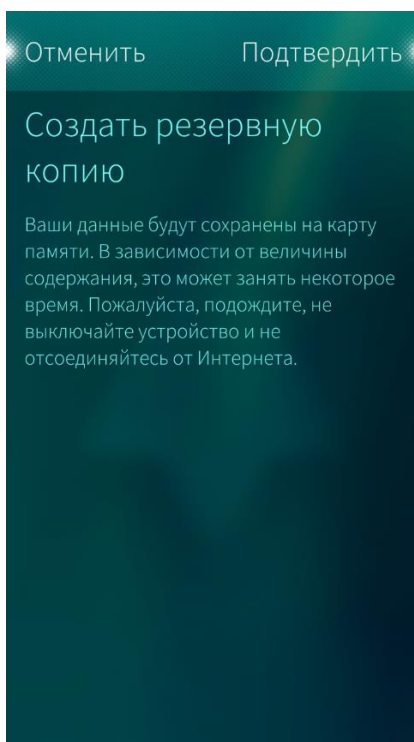 Отменить Подтвердить
Создать резервную
копию
Ваши данные будут сохранены на карту
памяти. В зависимости от величины
содержания, это может занять некоторое
время. Пожалуйста, подождите, не
выключайте устройство и не
отсоединяйтесь от Интернета.